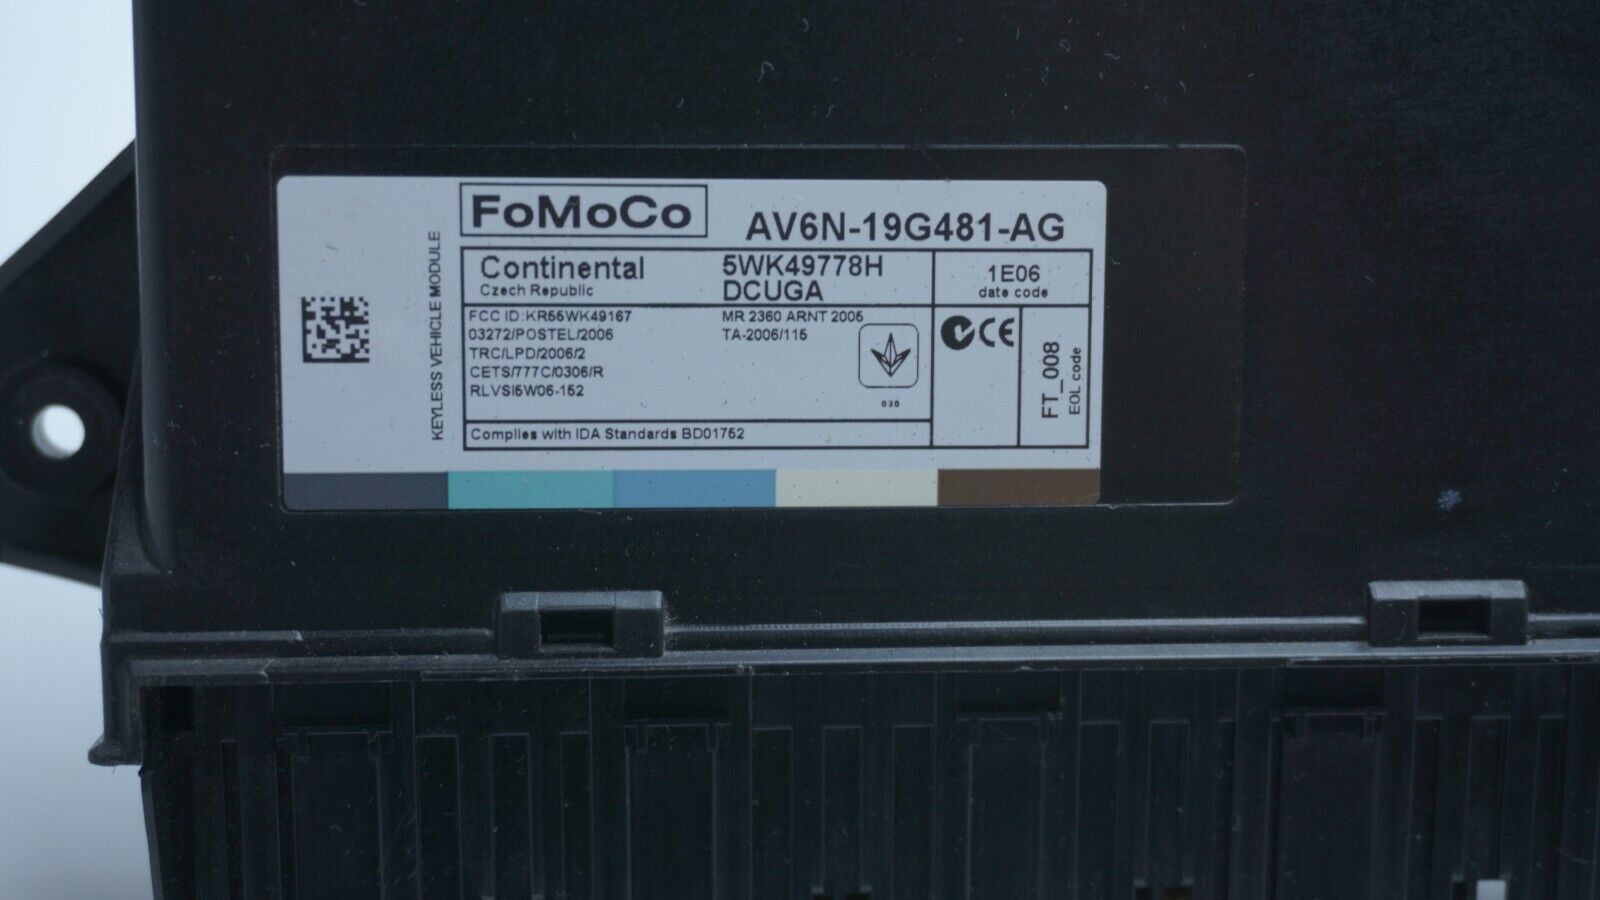 FoMoCo
AV6N-19G481-AG
KEYLESS VEHICLE MODULE
Continental
Czech Republic
5WK49778H
DCUGA
1E06
date code
FCC ID:KR55WK49167
03272/POSTEL/2006
TRC/LPD/2006/2
CETS/777C/0306/R
RLVSI5W06-152
MR 2360 ARNT 2005
TA-2006/115
030
CE
FT_008
EOL code
Complies with IDA Standards BD01752